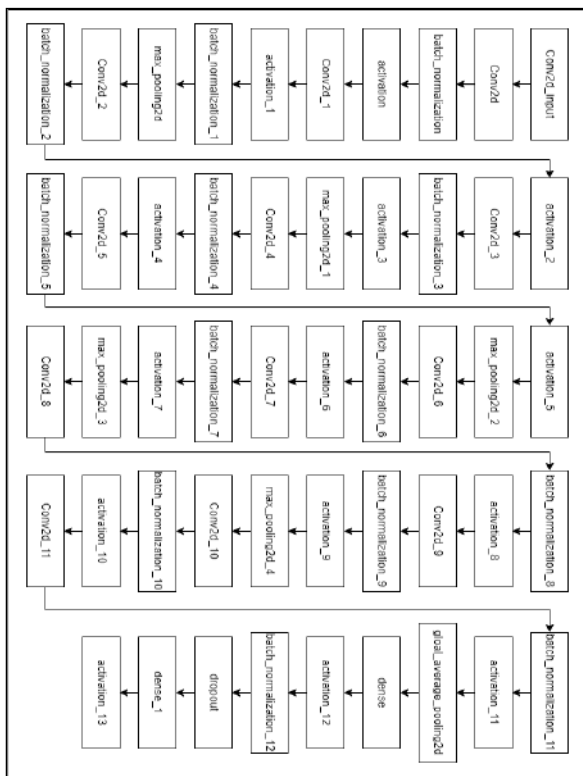 Conv2d_input
Conv2d
batch_normalization
activation
Conv2d_1
activation_1
batch_normalization_1
max_pooling2d
Conv2d_2
batch_normalization_2
activation_2
Conv2d_3
batch_normalization_3
activation_3
max_pooling2d_1
Conv2d_4
batch_normalization_4
activation_4
Conv2d_5
batch_normalization_5
activation_5
max_pooling2d_2
Conv2d_6
batch_normalization_6
activation_6
Conv2d_7
batch_normalization_7
activation_7
max_pooling2d_3
Conv2d_8
batch_normalization_8
activation_8
Conv2d_9
batch_normalization_9
activation_9
max_pooling2d_4
Conv2d_10
batch_normalization_10
activation_10
Conv2d_11
batch_normalization_11
activation_11
gloal_average_pooling2d
dense
activation_12
batch_normalization_12
dropout
dense_1
activation_13